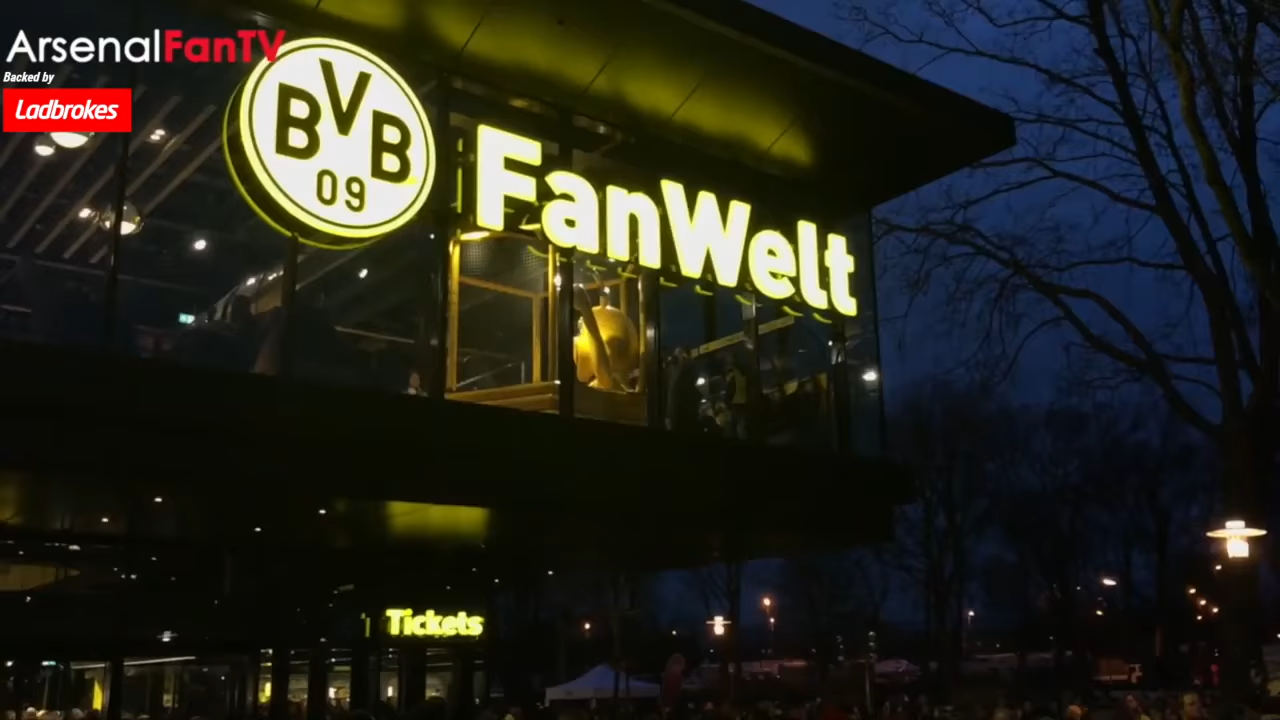 ArsenalFanTV
Backed by
Ladbrokes
BVB
09
FanWelt
Tickets